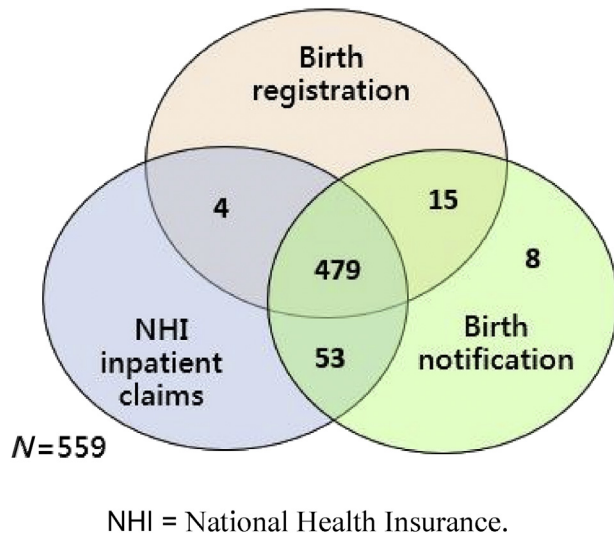 Birth
registration
4
15
479
8
NHI
inpatient
claims
53
Birth
notification
N=559
NHI = National Health Insurance.